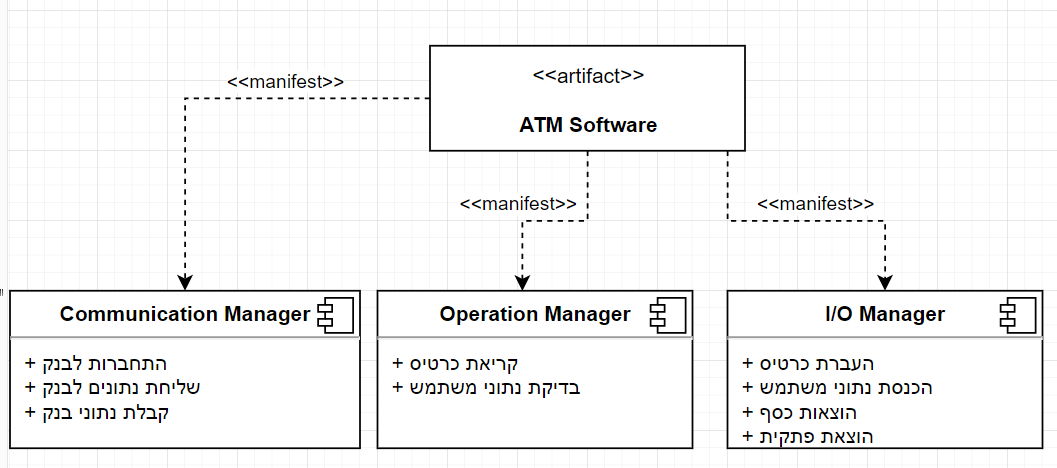 <<artifact>>
ATM Software
<<manifest>>
<<manifest>>
<<manifest>>
Communication Manager
+ התחברות לבנק
+ שליחת נתונים לבנק
+ קבלת נתוני בנק
Operation Manager
+ קריאת כרטיס
+ בדיקת נתוני משתמש
I/O Manager
+ העברת כרטיס
+ הכנסת נתוני משתמש
+ הוצאות כסף
+ הוצאת פתקית